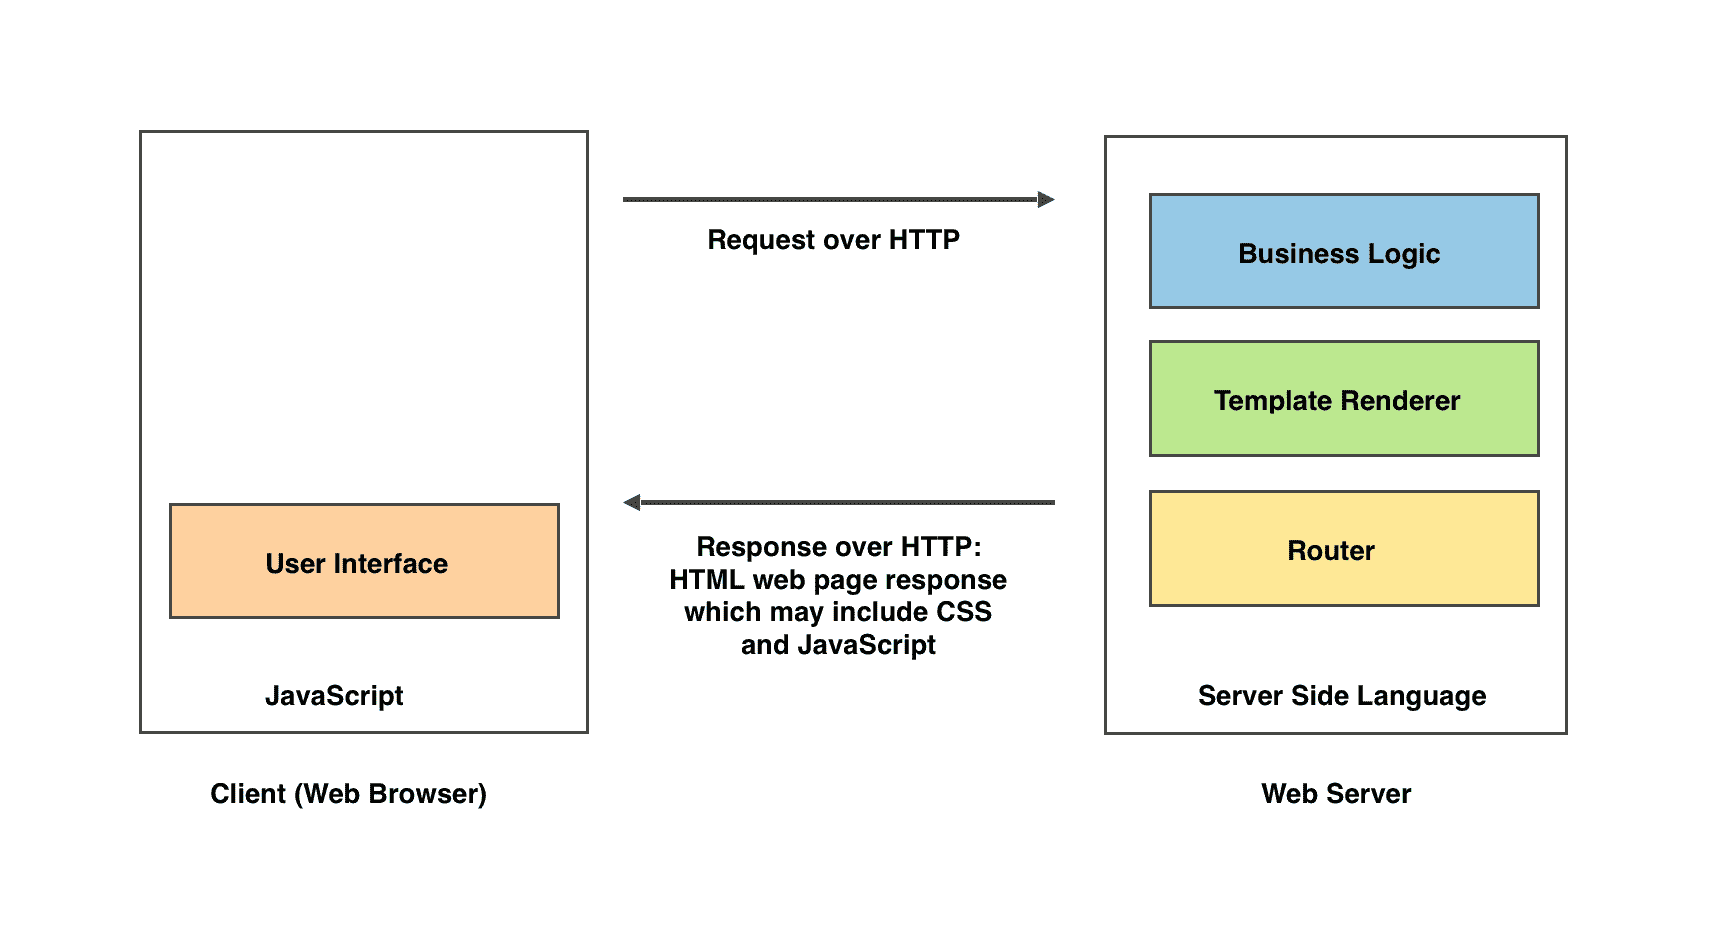 Request over HTTP
Business Logic
Template Renderer
Response over HTTP:
HTML web page response
which may include CSS
and JavaScript
User Interface
Router
JavaScript
Server Side Language
Client (Web Browser)
Web Server